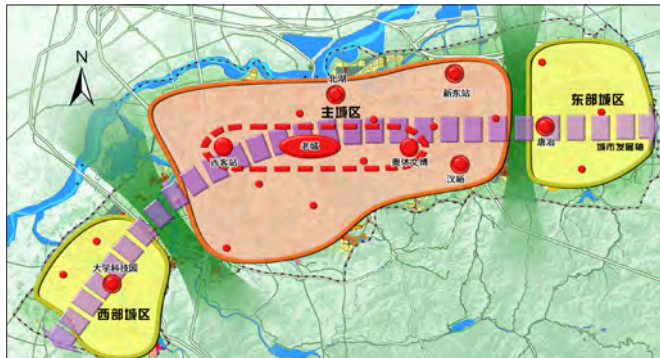 N
北湖
新东站
主城区
东部城区
唐冶
城市发展轴
西客站
老城
奥体文博
汉峪
大学科技园
西部城区